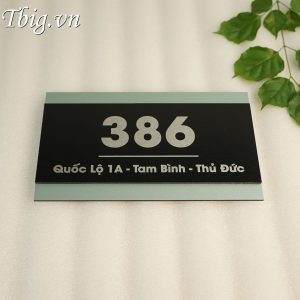 Tbig.vn
386
Quốc Lộ 1A - Tam Bình - Thủ Đức